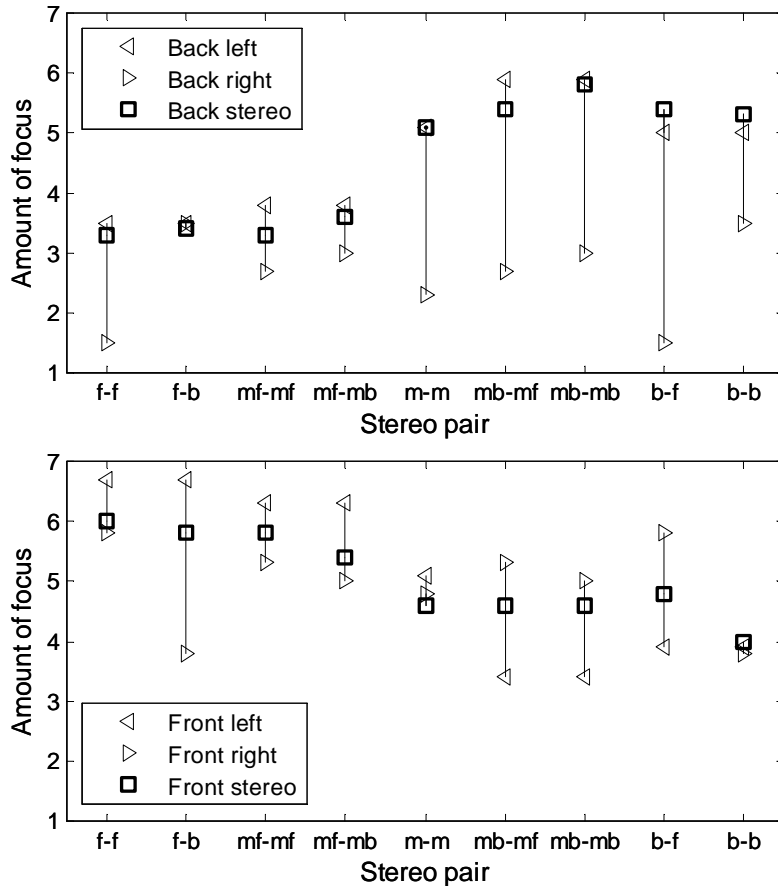 7
6
5
4
3
2
1
Amount of focus
Back left
Back right
Back stereo
f-f f-b mf-mf mf-mb m-m mb-mf mb-mb b-f b-b
Stereo pair
7
6
5
4
3
2
1
Amount of focus
Front left
Front right
Front stereo
f-f f-b mf-mf mf-mb m-m mb-mf mb-mb b-f b-b
Stereo pair